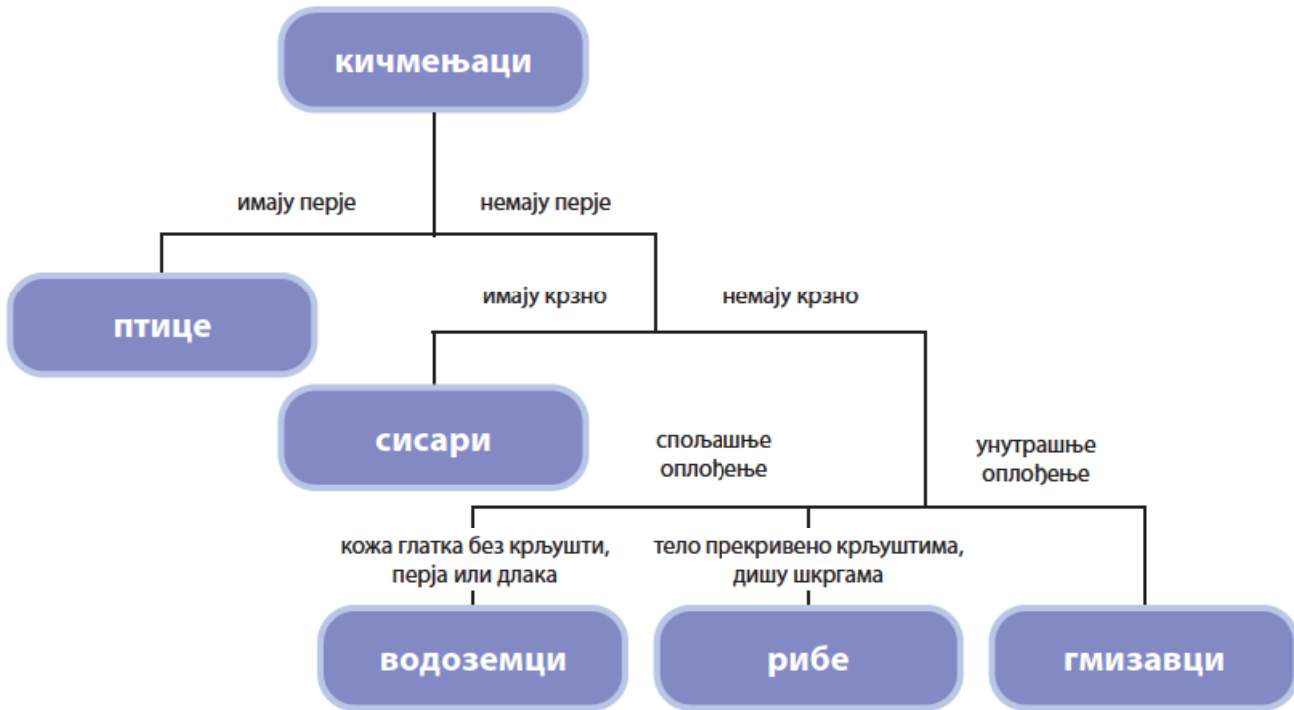 кичмењаци
имају перје
немају перје
птице
имају крзно
немају крзно
сисари
спољашње
оплођење
унутрашње
оплођење
кожа глатка без крљушти,
перја или длака
тело прекривено крљуштима,
дишу шкргама
водоземци
рибе
гмизавци